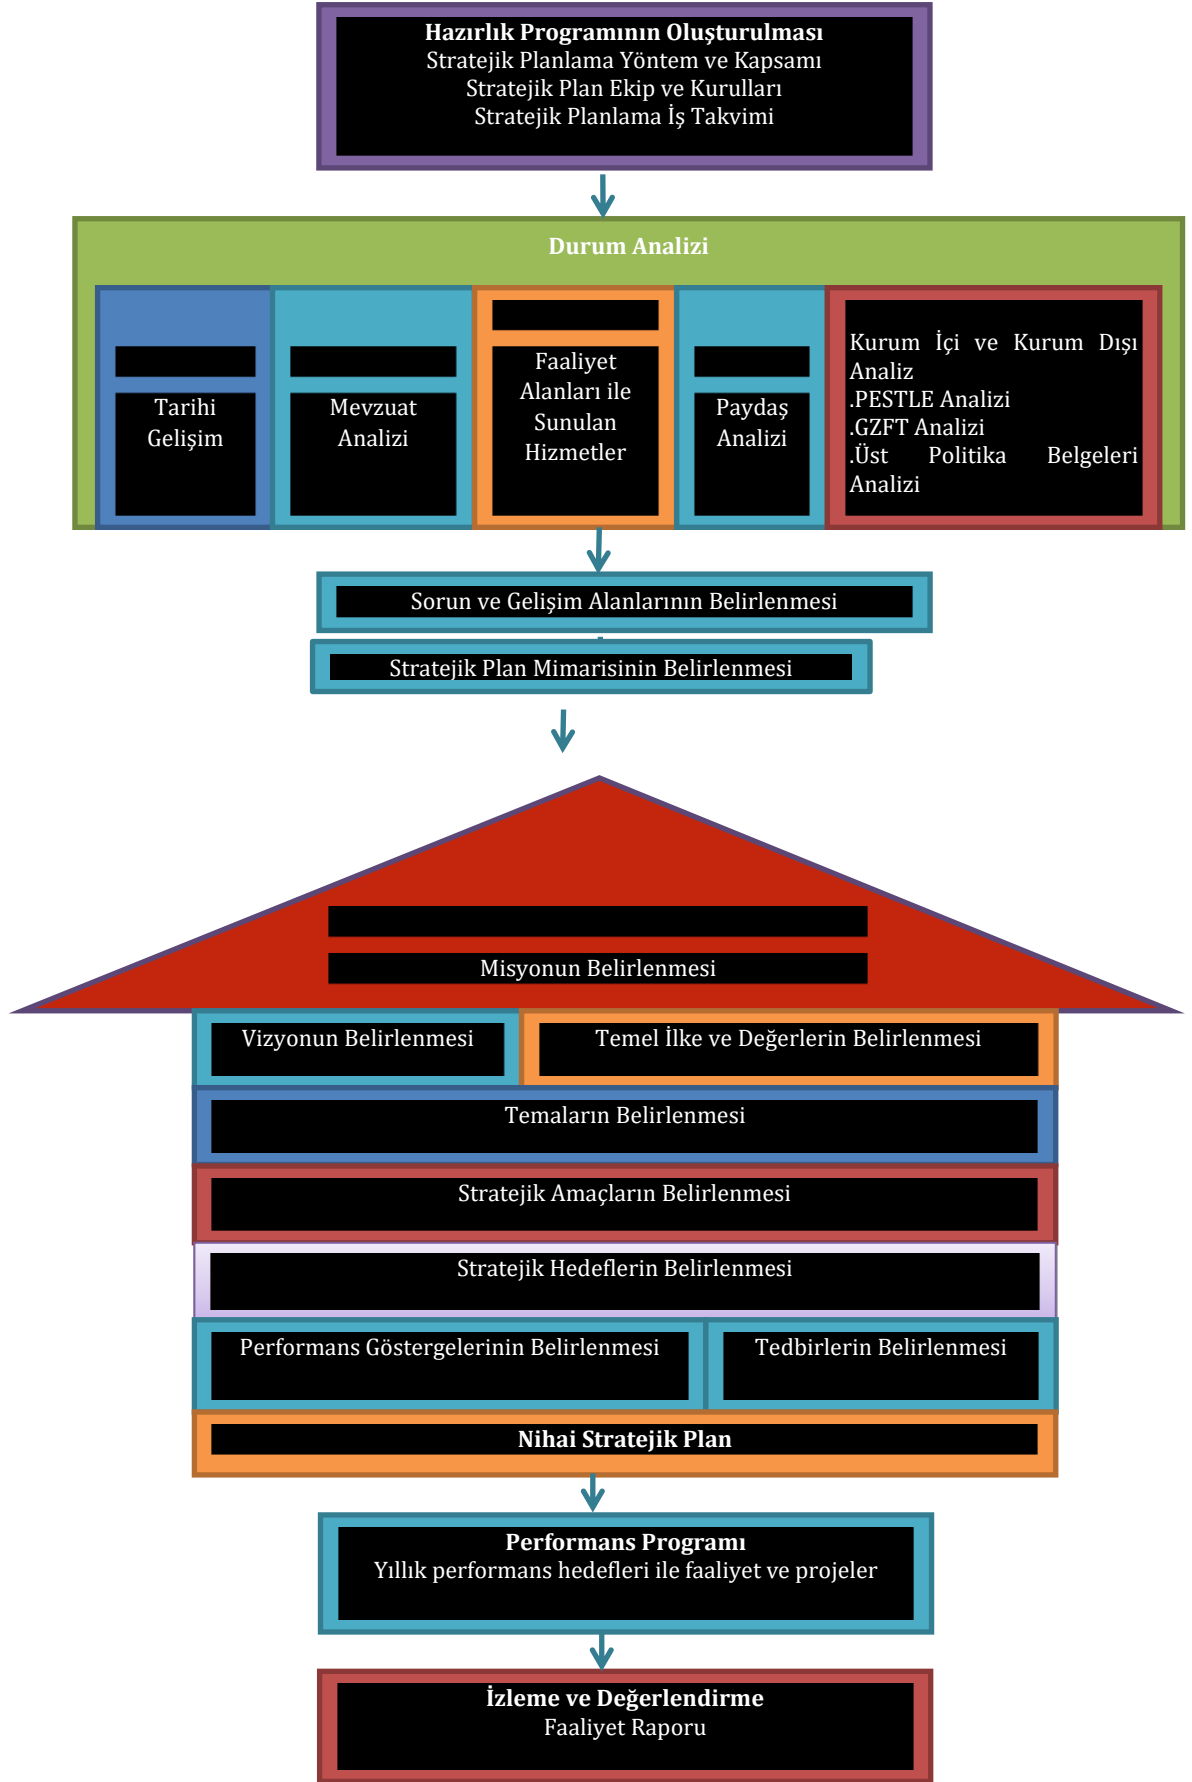 Hazırlık Programının Oluşturulması
Stratejik Planlama Yöntem ve Kapsamı
Stratejik Plan Ekip ve Kurulları
Stratejik Planlama İş Takvimi
Durum Analizi
Tarihi
Gelişim
Mevzuat
Analizi
Faaliyet
Alanları ile
Sunulan
Hizmetler
Paydaş
Analizi
Kurum İçi ve Kurum Dışı
Analiz
.PESTLE Analizi
.GZFT Analizi
.Üst Politika Belgeleri
Analizi
Sorun ve Gelişim Alanlarının Belirlenmesi
Stratejik Plan Mimarisinin Belirlenmesi
Misyonun Belirlenmesi
Vizyonun Belirlenmesi
Temel İlke ve Değerlerin Belirlenmesi
Temaların Belirlenmesi
Stratejik Amaçların Belirlenmesi
Stratejik Hedeflerin Belirlenmesi
Performans Göstergelerinin Belirlenmesi
Tedbirlerin Belirlenmesi
Nihai Stratejik Plan
Performans Programı
Yıllık performans hedefleri ile faaliyet ve projeler
İzleme ve Değerlendirme
Faaliyet Raporu